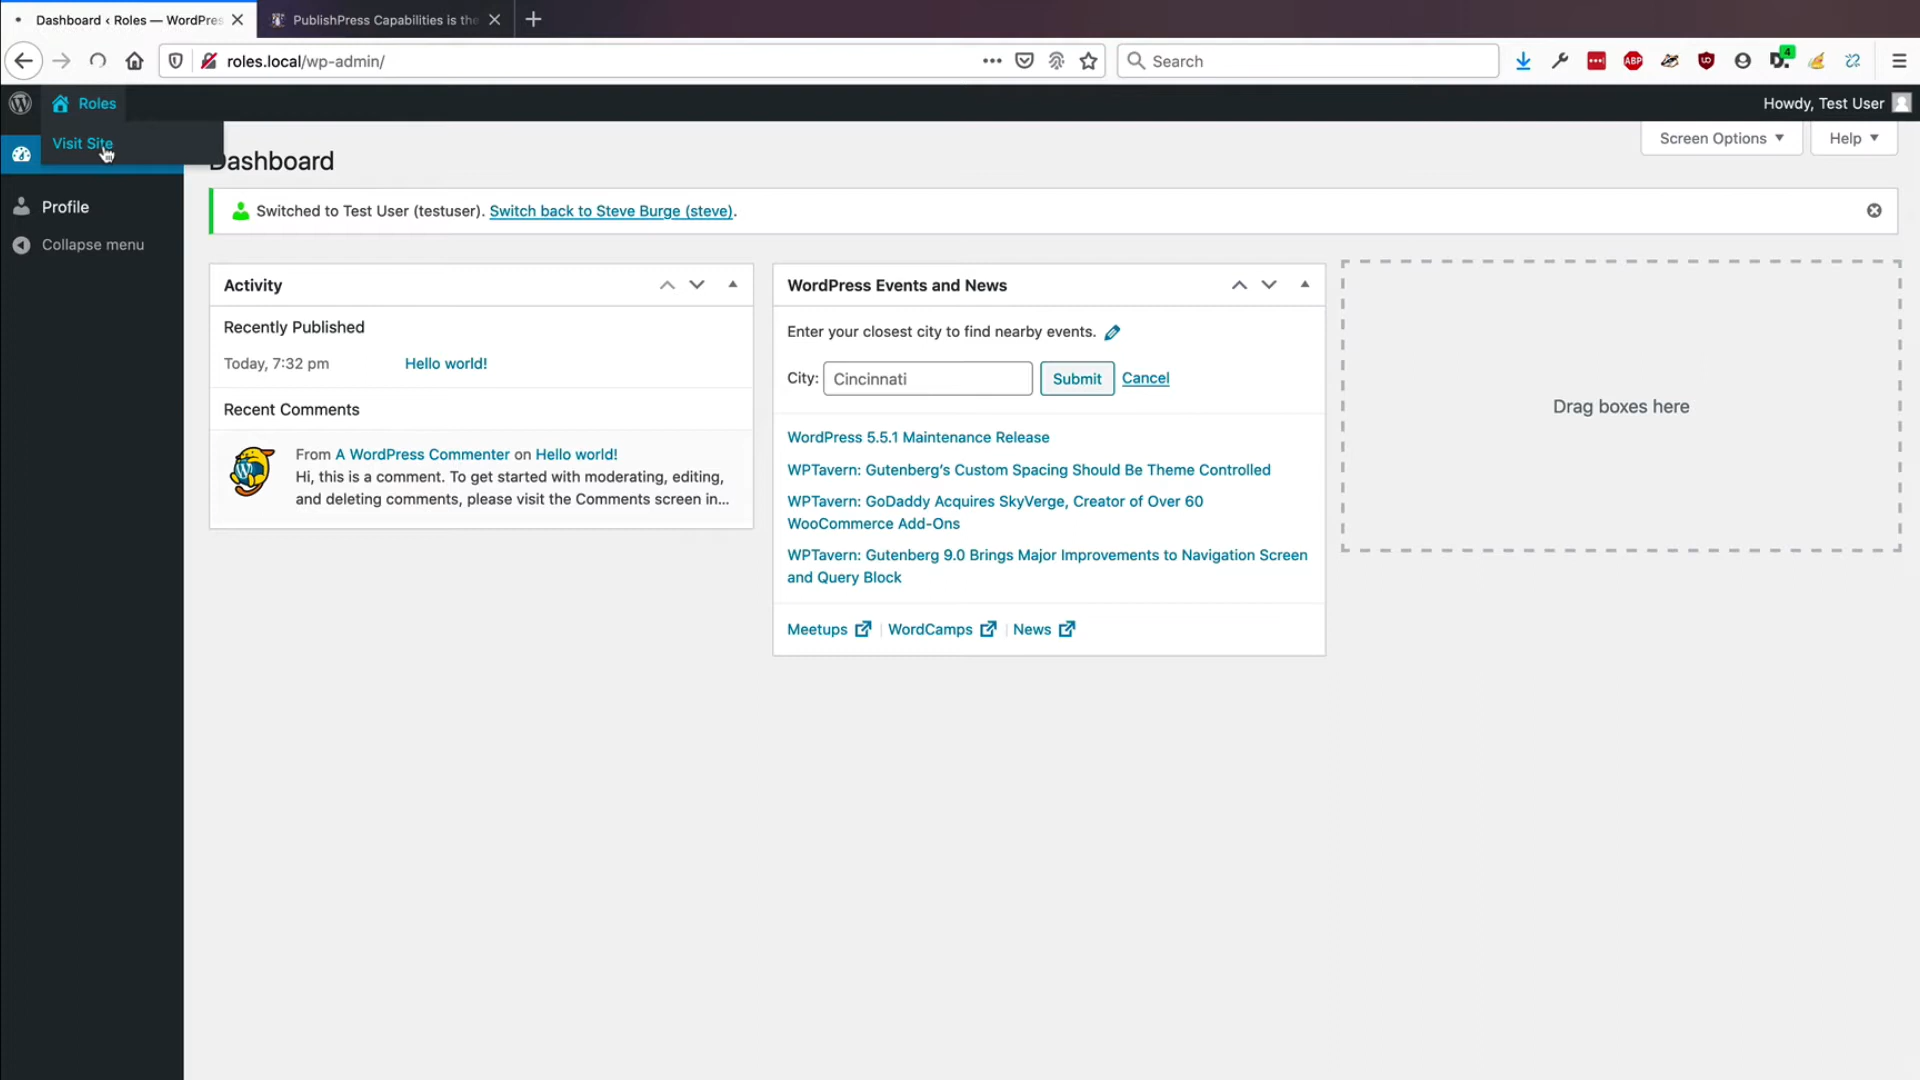 Dashboard ‹ Roles — WordPres
PublishPress Capabilities is the
roles.local/wp-admin/
Search
ABP
4
Roles
Howdy, Test User
Visit Site
Dashboard
Screen Options
Help
Profile
Collapse menu
Switched to Test User (testuser). Switch back to Steve Burge (steve).
Activity
Recently Published
Today, 7:32 pm
Hello world!
Recent Comments
From A WordPress Commenter on Hello world!
Hi, this is a comment. To get started with moderating, editing,
and deleting comments, please visit the Comments screen in…
WordPress Events and News
Enter your closest city to find nearby events.
City:
Cincinnati
Submit
Cancel
WordPress 5.5.1 Maintenance Release
WPTavern: Gutenberg’s Custom Spacing Should Be Theme Controlled
WPTavern: GoDaddy Acquires SkyVerge, Creator of Over 60
WooCommerce Add-Ons
WPTavern: Gutenberg 9.0 Brings Major Improvements to Navigation Screen
and Query Block
Meetups | WordCamps | News
Drag boxes here